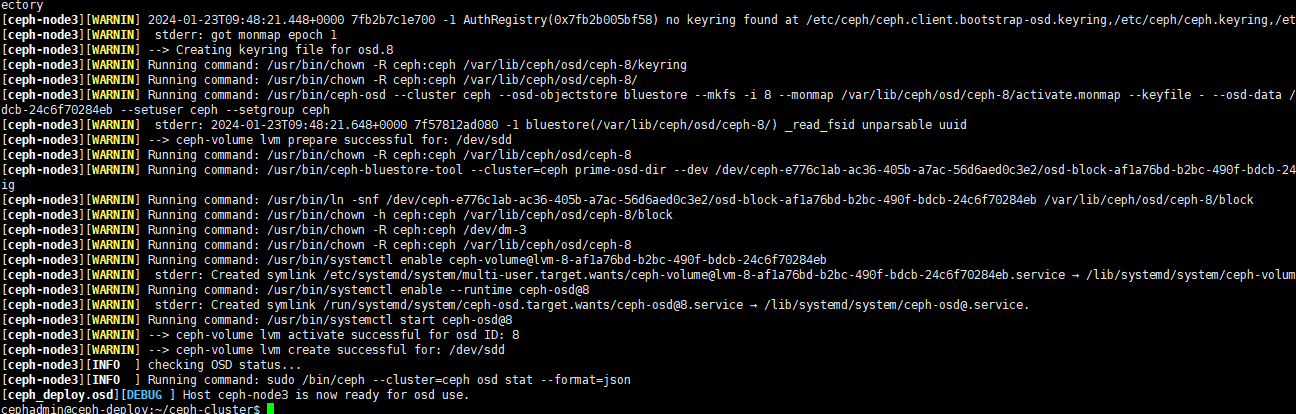 ectory
[ceph-node3][WARNIN] 2024-01-23T09:48:21.448+0000 7fb2b7c1e700 -1 AuthRegistry(0x7fb2b005bf58) no keyring found at /etc/ceph/ceph.client.bootstrap-osd.keyring,/etc/ceph/ceph.keyring,/et
[ceph-node3][WARNIN]  stderr: got monmap epoch 1
[ceph-node3][WARNIN] --> Creating keyring file for osd.8
[ceph-node3][WARNIN] Running command: /usr/bin/chown -R ceph:ceph /var/lib/ceph/osd/ceph-8/keyring
[ceph-node3][WARNIN] Running command: /usr/bin/chown -R ceph:ceph /var/lib/ceph/osd/ceph-8/
[ceph-node3][WARNIN] Running command: /usr/bin/ceph-osd --cluster ceph --osd-objectstore bluestore --mkfs -i 8 --monmap /var/lib/ceph/osd/ceph-8/activate.monmap --keyfile - --osd-data /
dcb-24c6f70284eb --setuser ceph --setgroup ceph
[ceph-node3][WARNIN]  stderr: 2024-01-23T09:48:21.648+0000 7f57812ad080 -1 bluestore(/var/lib/ceph/osd/ceph-8/) _read_fsid unparsable uuid
[ceph-node3][WARNIN] --> ceph-volume lvm prepare successful for: /dev/sdd
[ceph-node3][WARNIN] Running command: /usr/bin/chown -R ceph:ceph /var/lib/ceph/osd/ceph-8
[ceph-node3][WARNIN] Running command: /usr/bin/ceph-bluestore-tool --cluster=ceph prime-osd-dir --dev /dev/ceph-e776c1ab-ac36-405b-a7ac-56d6aed0c3e2/osd-block-af1a76bd-b2bc-490f-bdcb-24
ig
[ceph-node3][WARNIN] Running command: /usr/bin/ln -snf /dev/ceph-e776c1ab-ac36-405b-a7ac-56d6aed0c3e2/osd-block-af1a76bd-b2bc-490f-bdcb-24c6f70284eb /var/lib/ceph/osd/ceph-8/block
[ceph-node3][WARNIN] Running command: /usr/bin/chown -h ceph:ceph /var/lib/ceph/osd/ceph-8/block
[ceph-node3][WARNIN] Running command: /usr/bin/chown -R ceph:ceph /dev/dm-3
[ceph-node3][WARNIN] Running command: /usr/bin/chown -R ceph:ceph /var/lib/ceph/osd/ceph-8
[ceph-node3][WARNIN] Running command: /usr/bin/systemctl enable ceph-volume@lvm-8-af1a76bd-b2bc-490f-bdcb-24c6f70284eb
[ceph-node3][WARNIN]  stderr: Created symlink /etc/systemd/system/multi-user.target.wants/ceph-volume@lvm-8-af1a76bd-b2bc-490f-bdcb-24c6f70284eb.service → /lib/systemd/system/ceph-volum
[ceph-node3][WARNIN] Running command: /usr/bin/systemctl enable --runtime ceph-osd@8
[ceph-node3][WARNIN]  stderr: Created symlink /run/systemd/system/ceph-osd.target.wants/ceph-osd@8.service → /lib/systemd/system/ceph-osd@.service.
[ceph-node3][WARNIN] Running command: /usr/bin/systemctl start ceph-osd@8
[ceph-node3][WARNIN] --> ceph-volume lvm activate successful for osd ID: 8
[ceph-node3][WARNIN] --> ceph-volume lvm create successful for: /dev/sdd
[ceph-node3][INFO  ] checking OSD status...
[ceph-node3][INFO  ] Running command: sudo /bin/ceph --cluster=ceph osd stat --format=json
[ceph_deploy.osd][DEBUG ] Host ceph-node3 is now ready for osd use.
cephadmin@ceph-deploy:~/ceph-cluster$